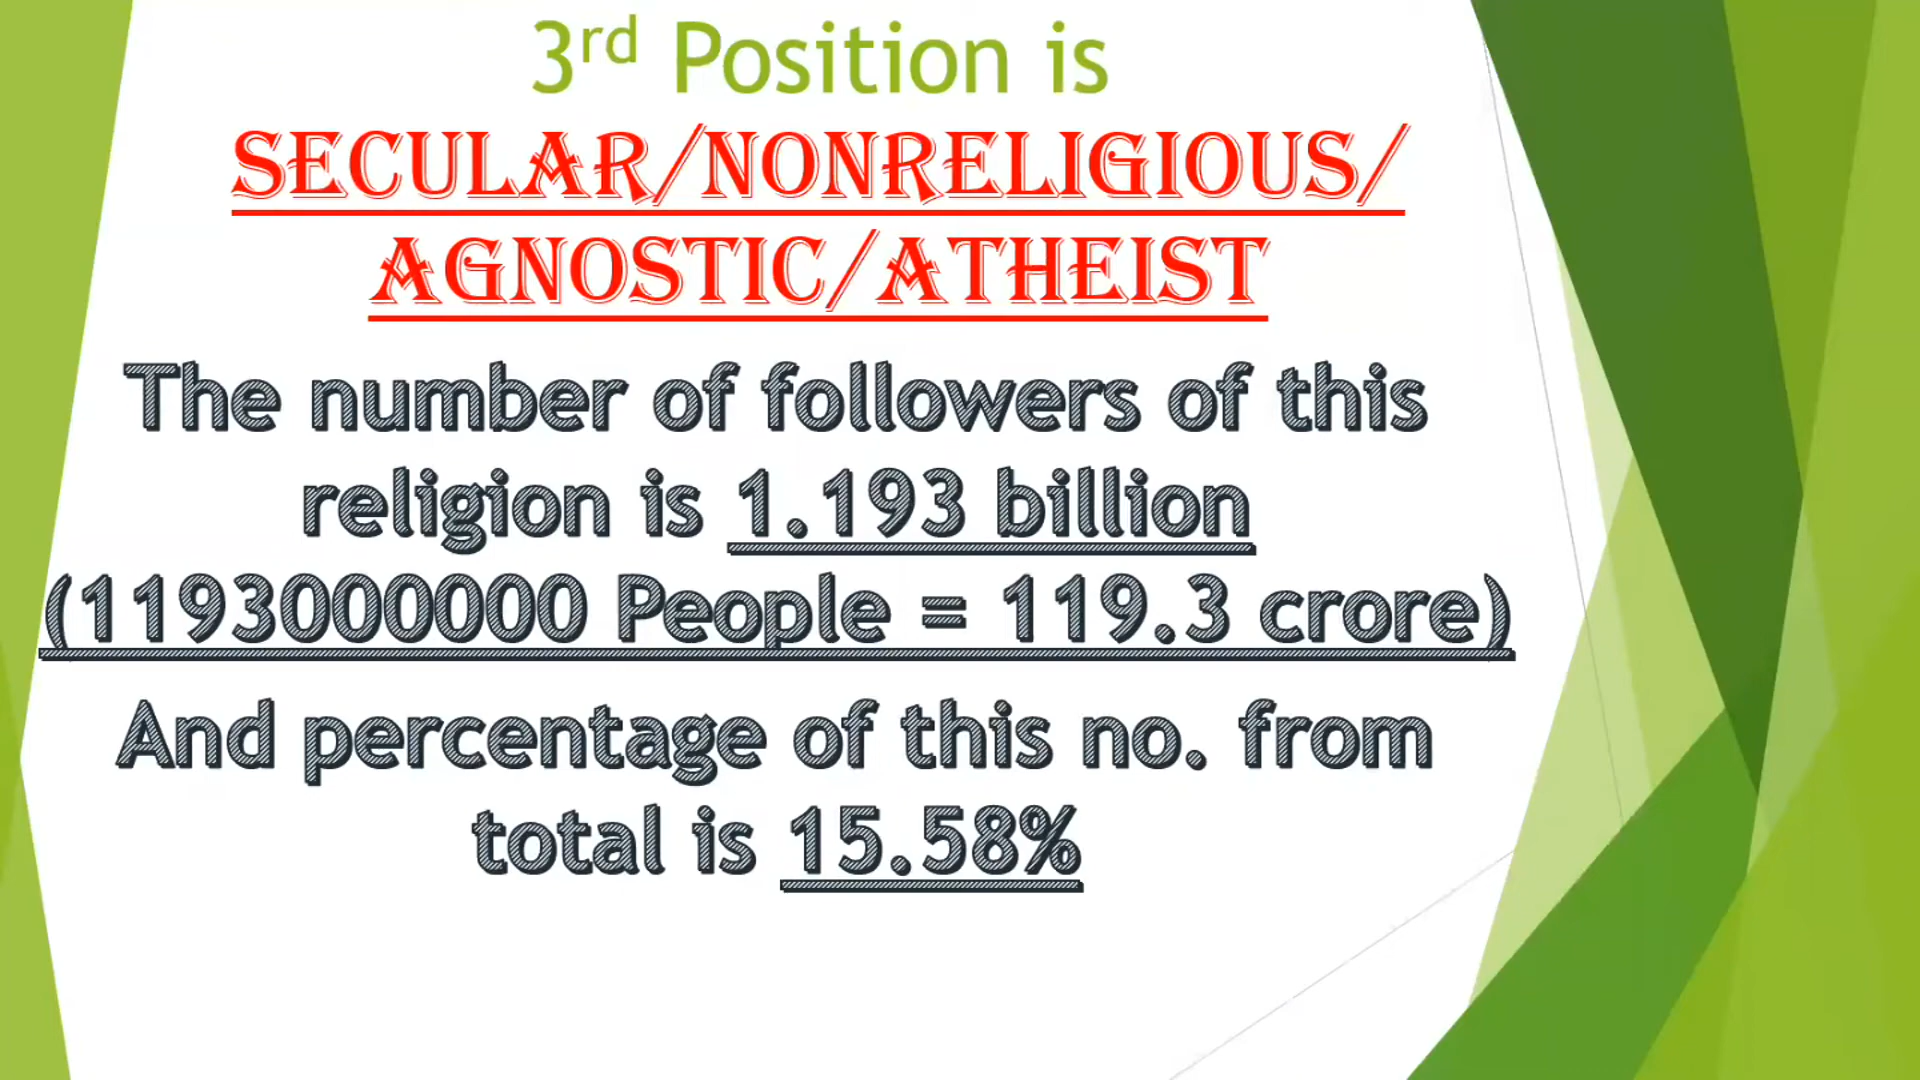 3rd Position is
SECULAR/NONRELIGIOUS/
AGNOSTIC/ATHEIST
The number of followers of this
religion is 1.193 billion
(1193000000 People = 119.3 crore)
And percentage of this no. from
total is 15.58%